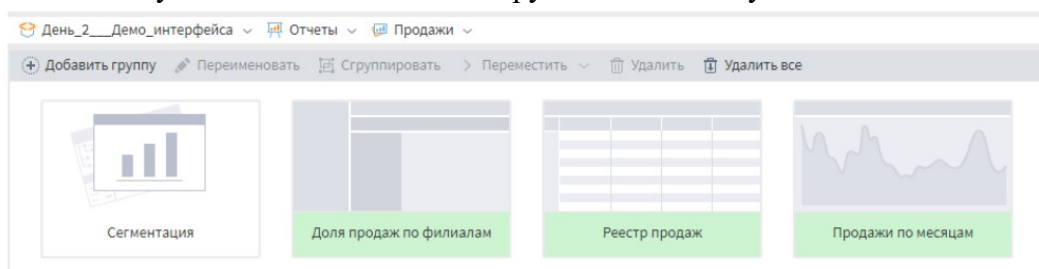 День_2___Демо_интерфейса Отчеты Продажи
Добавить группу Переименовать Сгруппировать Переместить Удалить Удалить все
Сегментация Доля продаж по филиалам Реестр продаж Продажи по месяцам